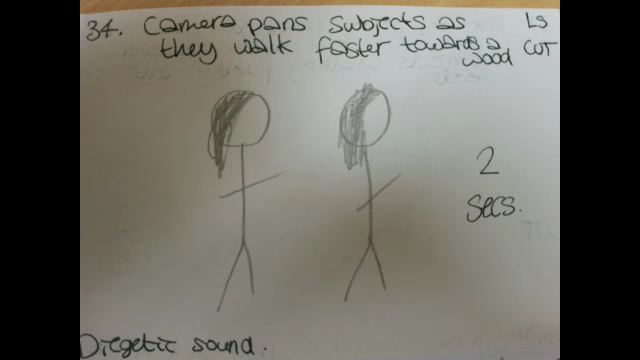 34. Camera pans subjects as LS
they walk faster towards a
wood CUT
2
secs.
Diegetic sound.